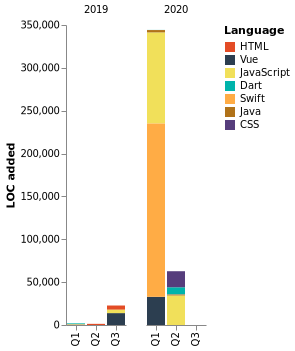 2019 2020
Language
HTML
Vue
JavaScript
Dart
Swift
Java
CSS
LOC added
350,000
300,000
250,000
200,000
150,000
100,000
50,000
0
Q1 Q2 Q3 Q1 Q2 Q3